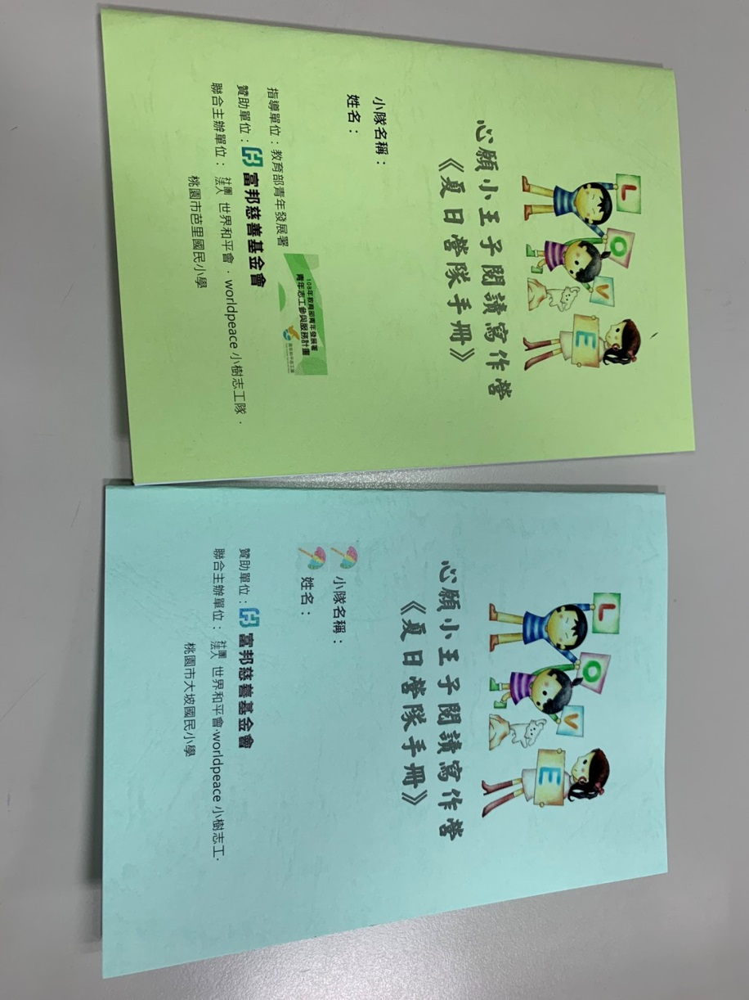 L
O
V
E
心願小王子閱讀寫作營
《夏日營隊手冊》
小隊名稱：
姓名：
108年教育部青年發展署
青年志工參與服務計畫
指導單位：教育部青年發展署
贊助單位：富邦慈善基金會
聯合主辦單位：社團法人 世界和平會．worldpeace 小樹志工隊．
桃園市芭里國民小學
L
O
V
E
心願小王子閱讀寫作營
《夏日營隊手冊》
小隊名稱：
姓名：
贊助單位：富邦慈善基金會
聯合主辦單位：社團法人 世界和平會‧worldpeace 小樹志工‧
桃園市大坡國民小學